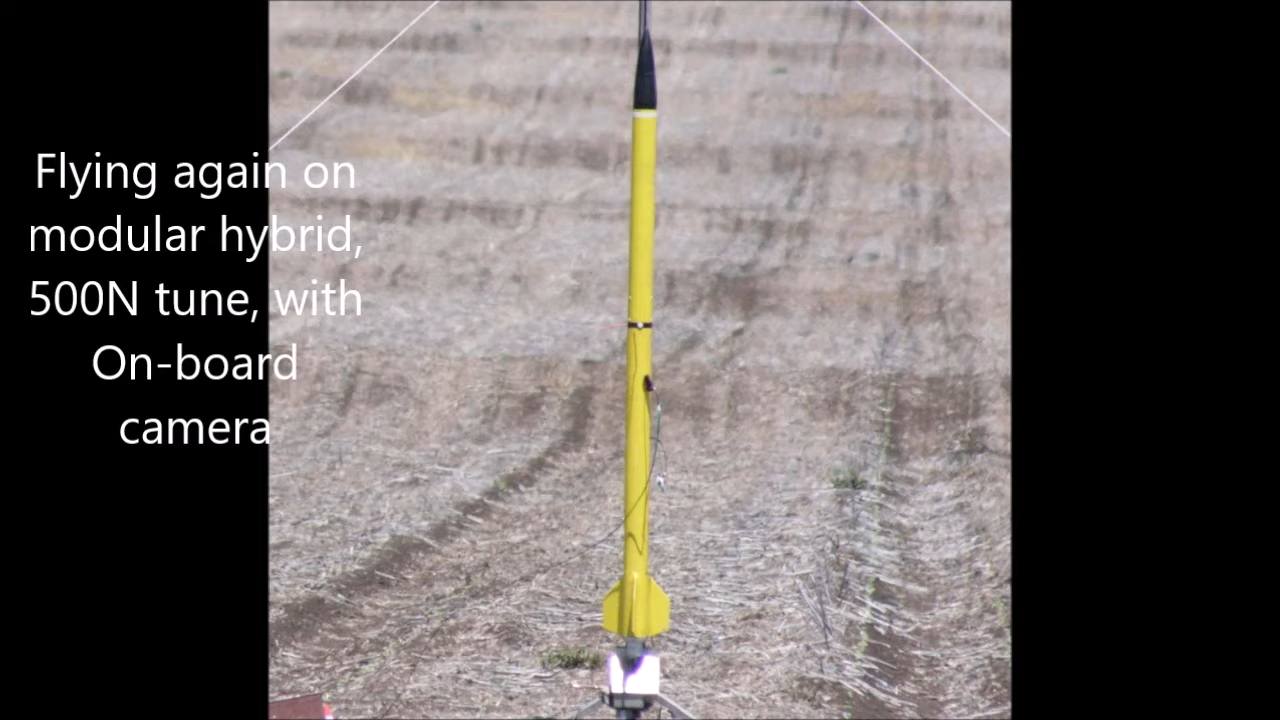 Flying again on
modular hybrid,
500N tune, with
On-board
camera